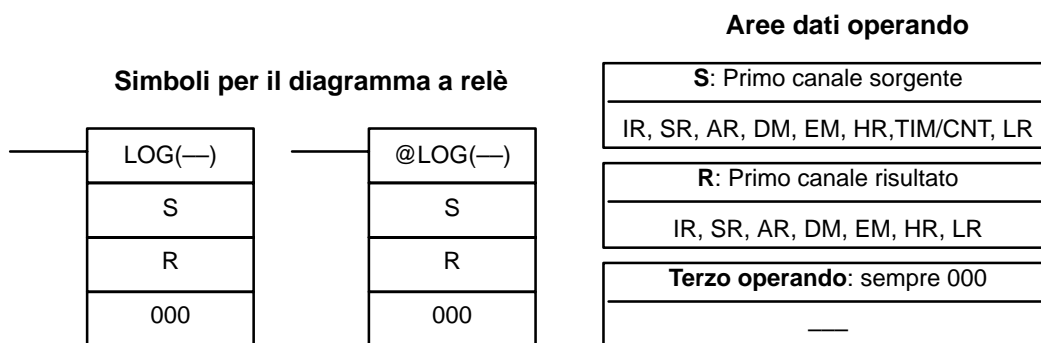 Aree dati operando
Simboli per il diagramma a relè
S: Primo canale sorgente
IR, SR, AR, DM, EM, HR,TIM/CNT, LR
LOG(––)
@LOG(––)
R: Primo canale risultato
S
S
IR, SR, AR, DM, EM, HR, LR
R
R
Terzo operando: sempre 000
000
000
___